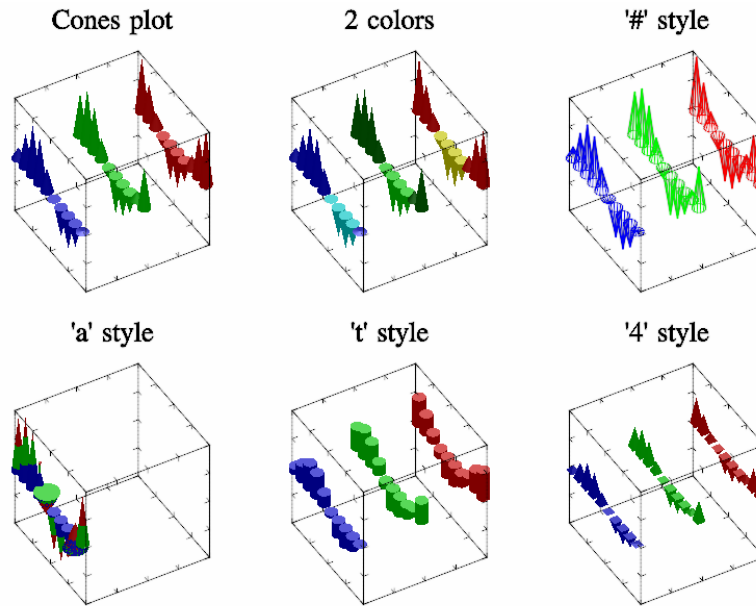 Cones plot
2 colors
'#' style
'a' style
't' style
'4' style